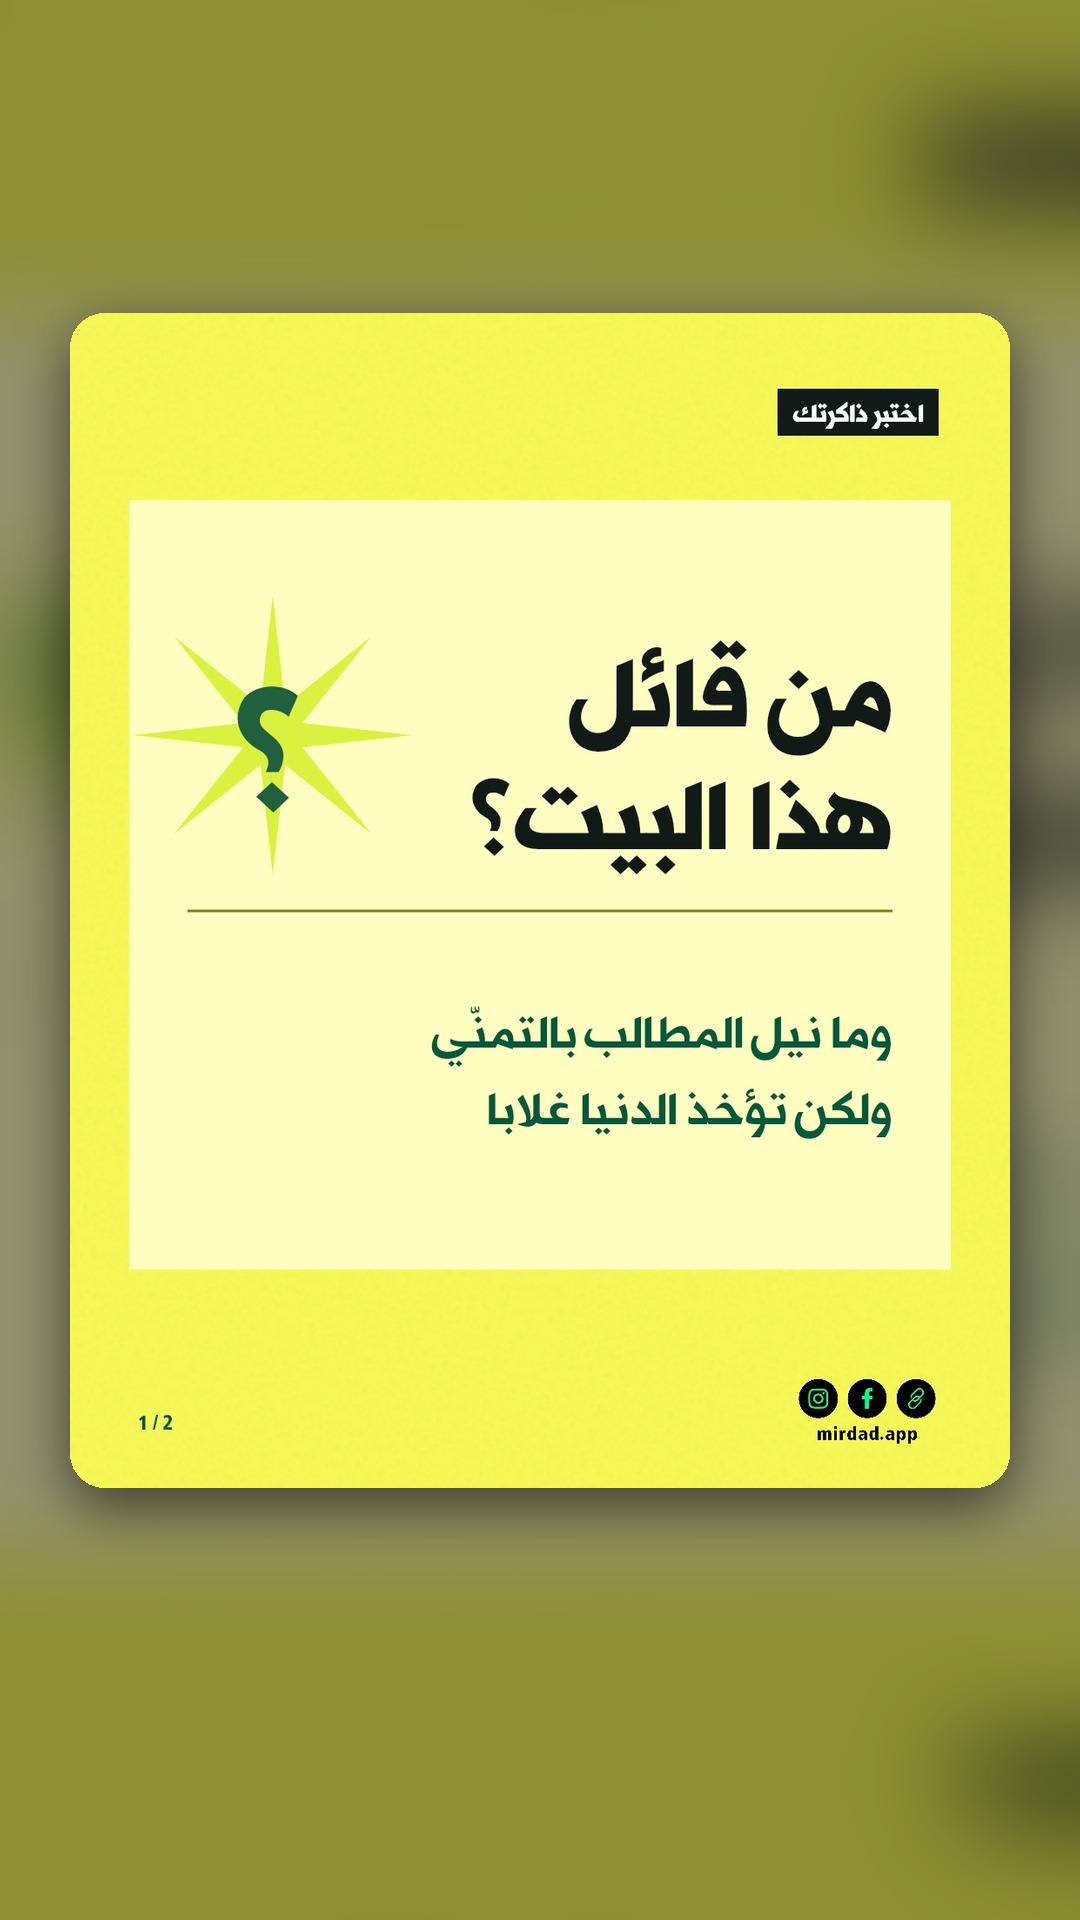 اختبر ذاكرتك
من قائل
هذا البيت؟
؟
وما نيل المطالب بالتمنّي
ولكن تؤخذ الدنيا غلابا
mirdad.app
1 / 2